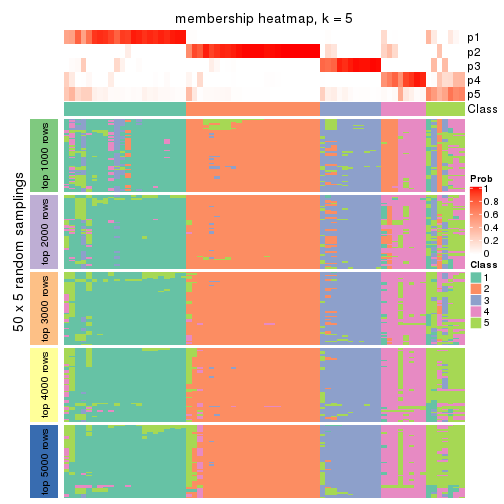 membership heatmap, k = 5
p1
p2
p3
p4
p5
Class
50 x 5 random samplings
top 1000 rows
top 2000 rows
top 3000 rows
top 4000 rows
top 5000 rows
Prob
1
0.8
0.6
0.4
0.2
0
Class
1
2
3
4
5